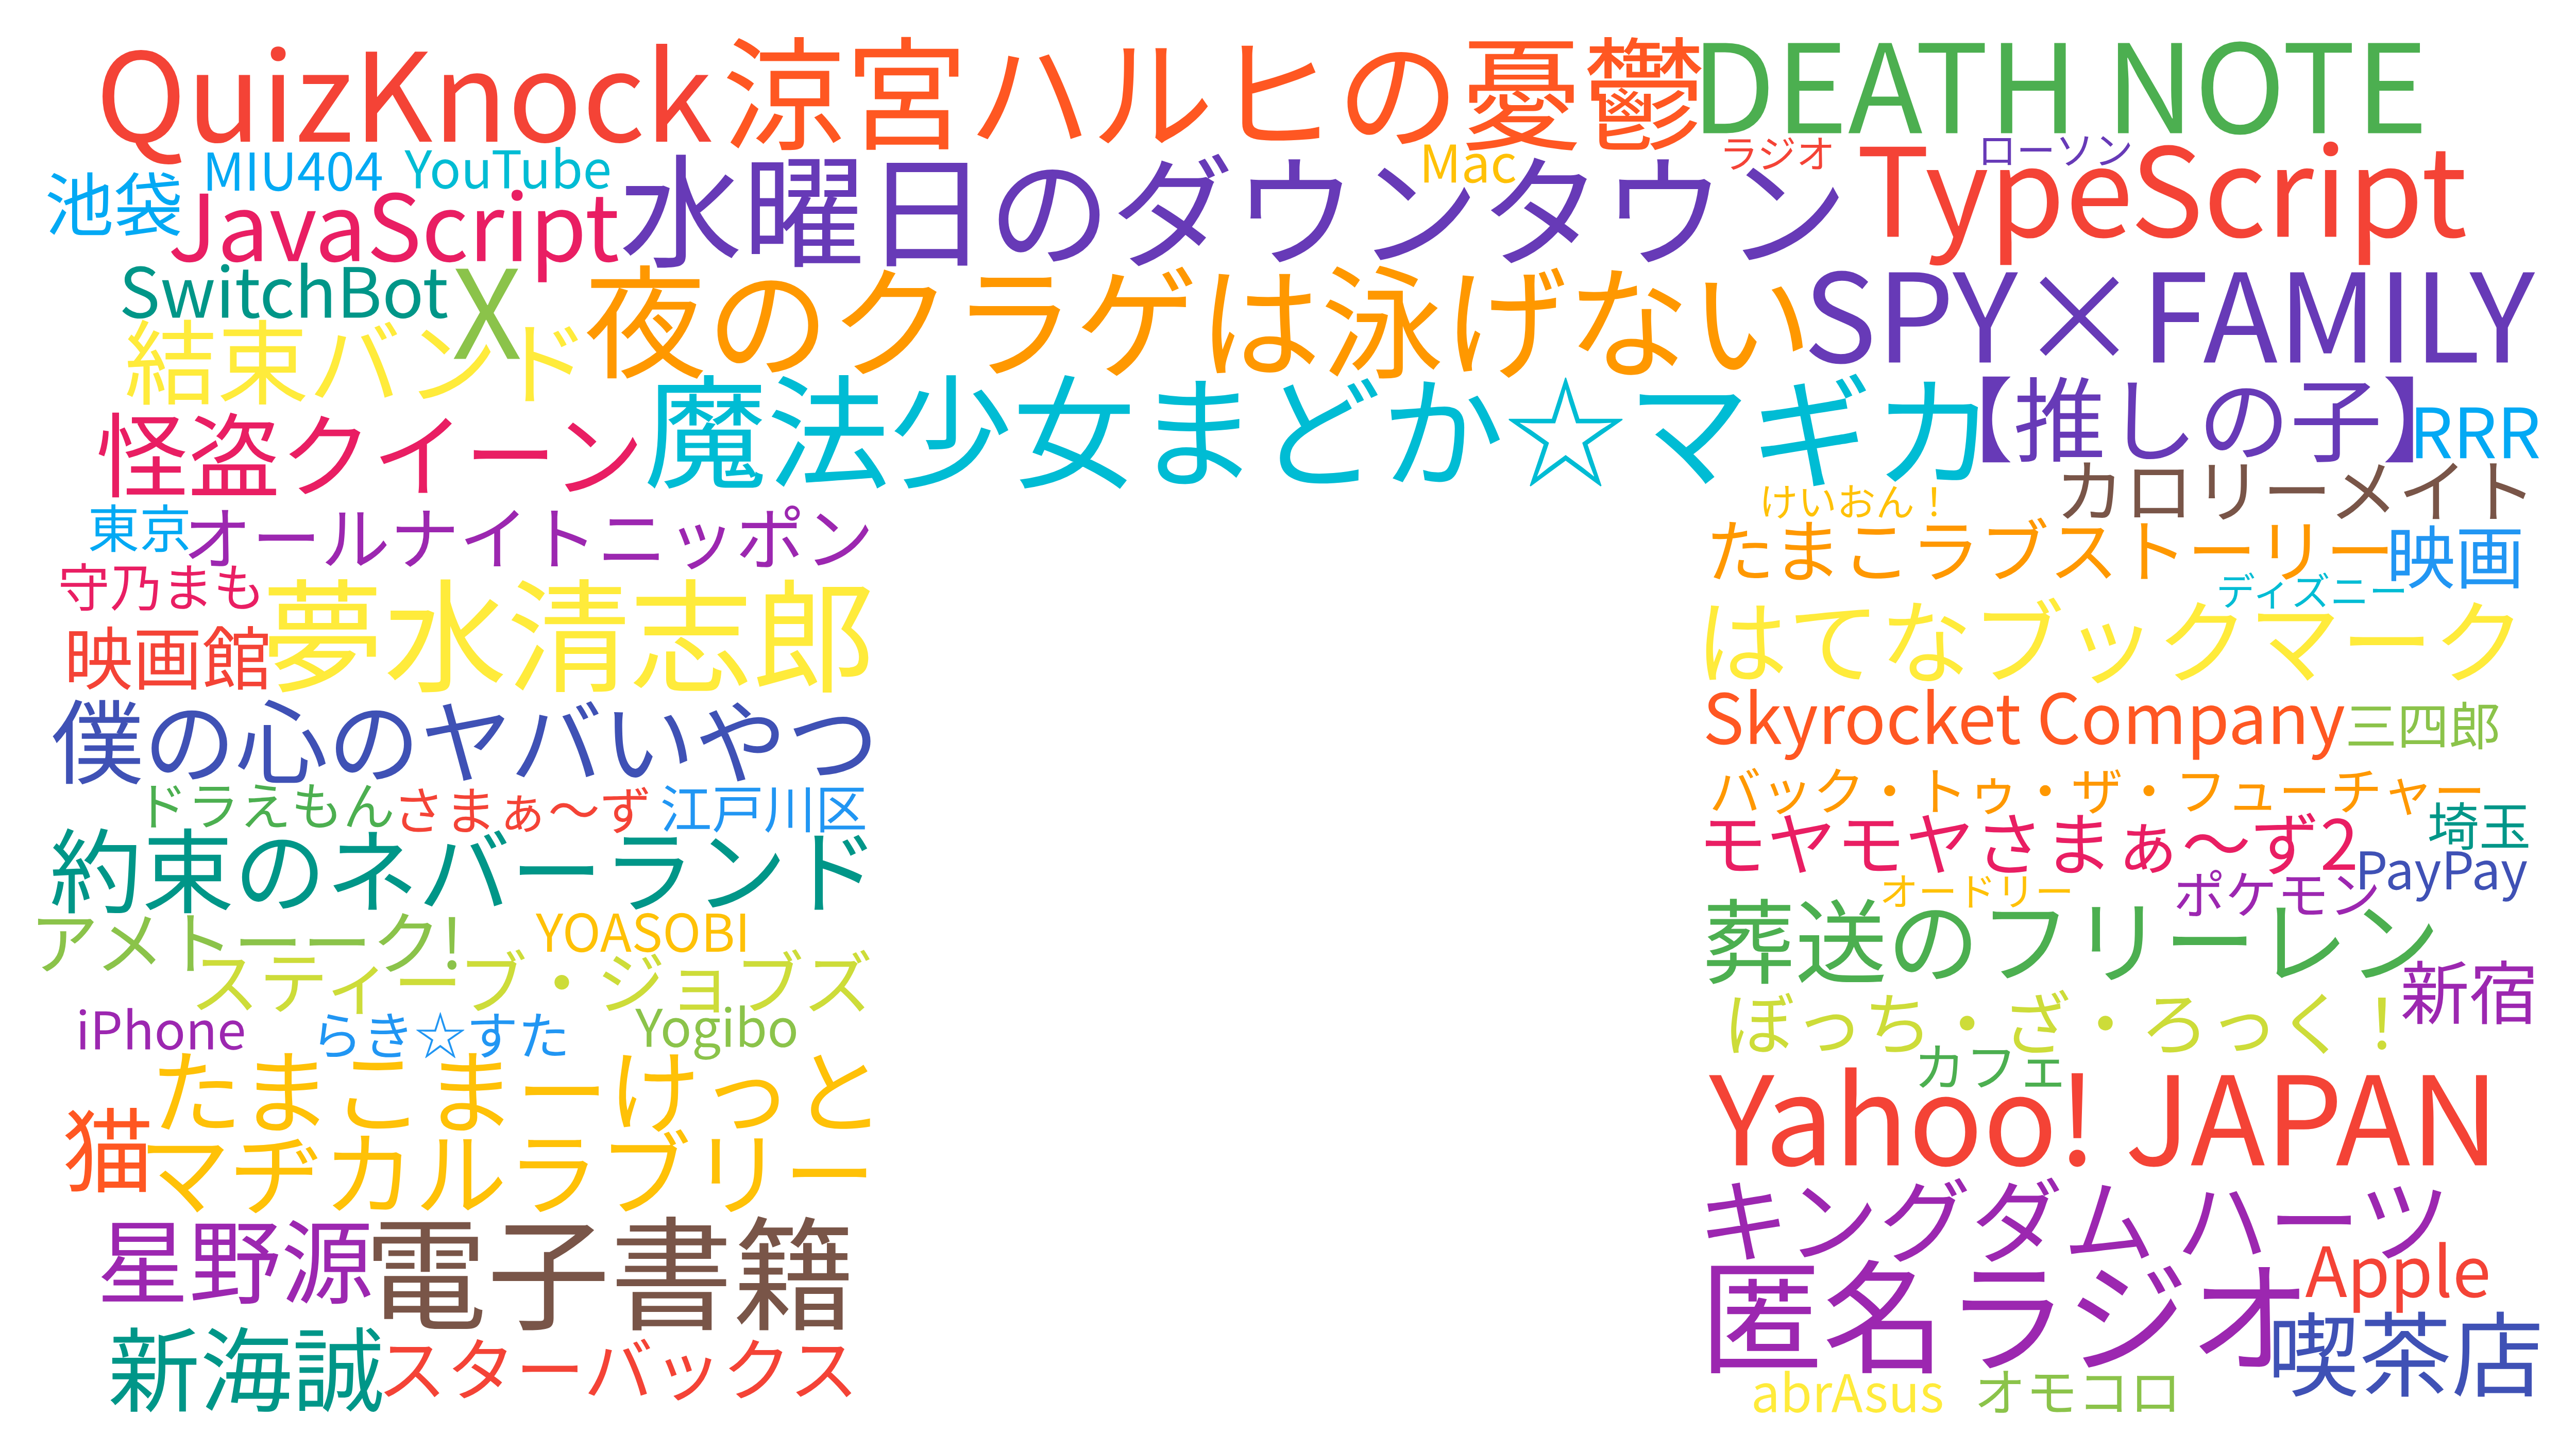 QuizKnock
涼宮ハルヒの憂鬱
DEATH NOTE
池袋
MIU404
YouTube
JavaScript
水曜日のダウンタウン
Mac
ラジオ
ローソン
TypeScript
SwitchBot
X
夜のクラゲは泳げない
SPY×FAMILY
結束バンド
怪盗クイーン
魔法少女まどか☆マギカ
【推しの子】
RRR
カロリーメイト
東京
オールナイトニッポン
けいおん！
たまこラブストーリー
映画
守乃まも
夢水清志郎
ディズニー
はてなブックマーク
映画館
僕の心のヤバいやつ
Skyrocket Company
三四郎
ドラえもん
さまぁ～ず
江戸川区
バック・トゥ・ザ・フューチャー
埼玉
約束のネバーランド
モヤモヤさまぁ～ず2
PayPay
オードリー
ポケモン
アメトーーク!
YOASOBI
葬送のフリーレン
スティーブ・ジョブズ
新宿
iPhone
らき☆すた
Yogibo
ぼっち・ざ・ろっく！
カフェ
たまこまーけっと
Yahoo! JAPAN
猫
マヂカルラブリー
キングダム ハーツ
星野源
電子書籍
匿名ラジオ
Apple
新海誠
スターバックス
喫茶店
abrAsus
オモコロ